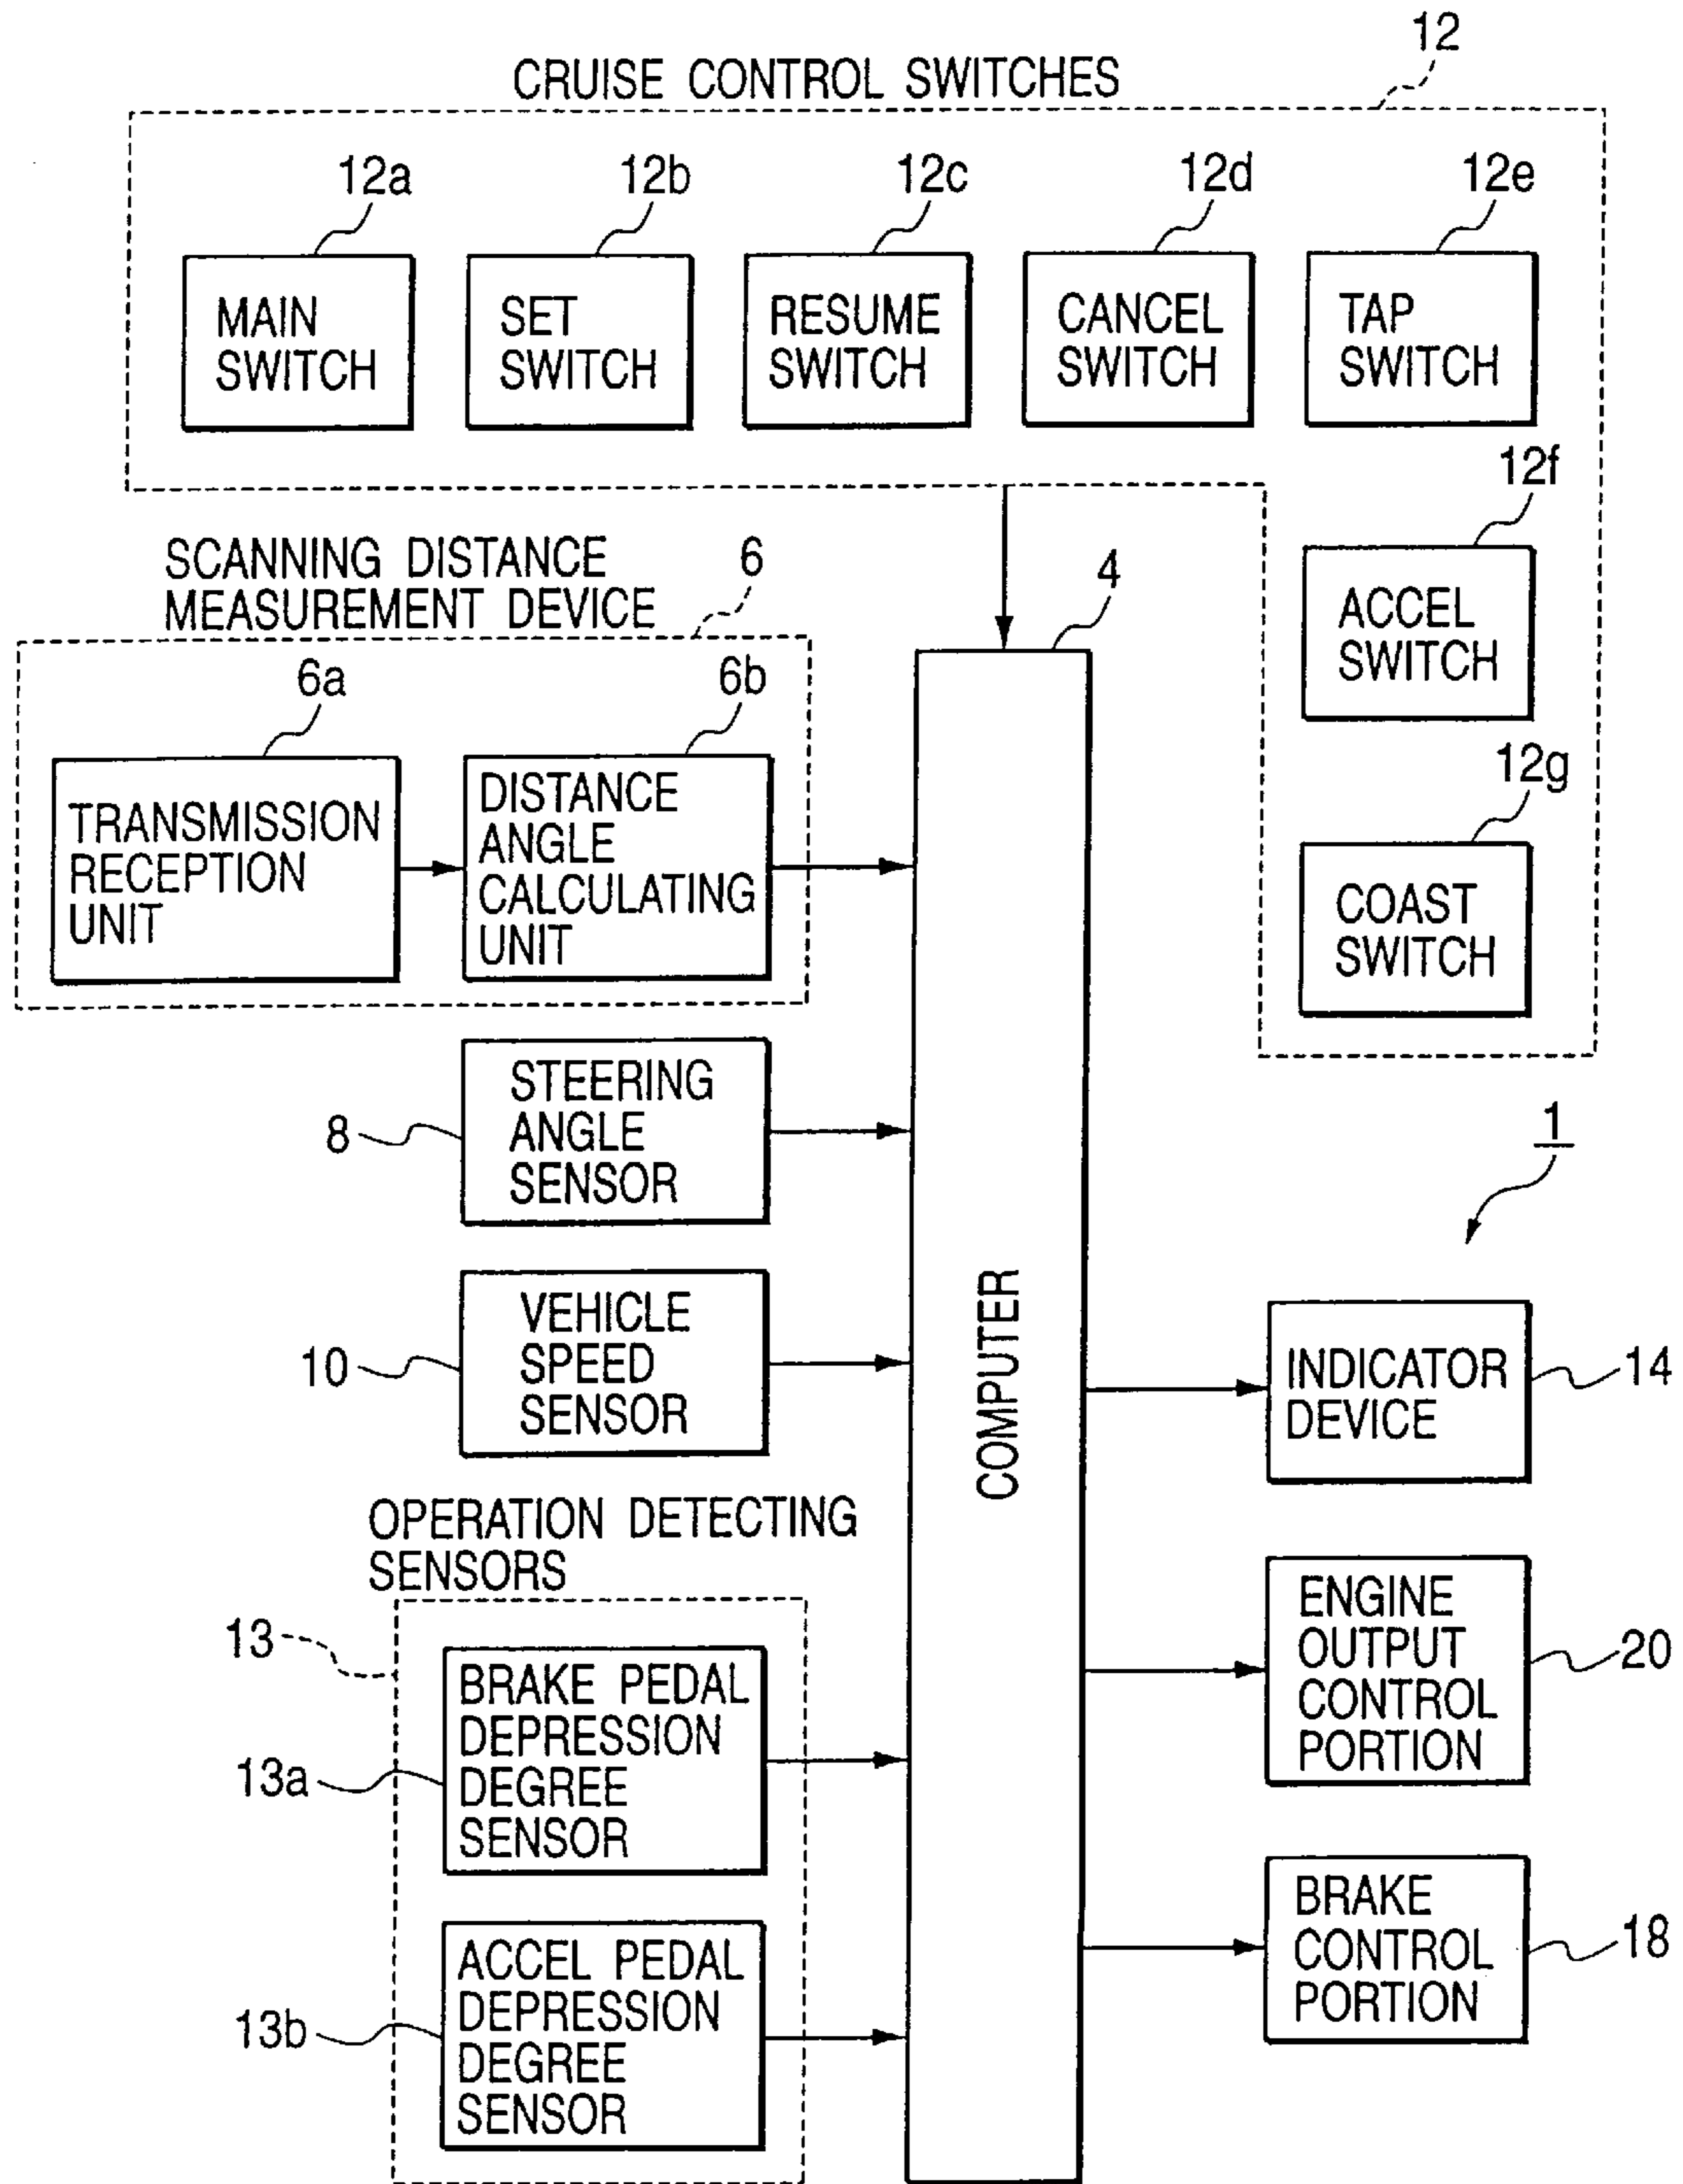 12
CRUISE CONTROL SWITCHES
12a
12b
12c
12d
12e
MAIN
SWITCH
SET
SWITCH
RESUME
SWITCH
CANCEL
SWITCH
TAP
SWITCH
12f
ACCEL
SWITCH
12g
COAST
SWITCH
SCANNING DISTANCE
MEASUREMENT DEVICE
6
4
6a
6b
TRANSMISSION
RECEPTION
UNIT
DISTANCE
ANGLE
CALCULATING
UNIT
8
STEERING
ANGLE
SENSOR
1
10
VEHICLE
SPEED
SENSOR
COMPUTER
INDICATOR
DEVICE
14
OPERATION DETECTING
SENSORS
13
13a
BRAKE PEDAL
DEPRESSION
DEGREE
SENSOR
ENGINE
OUTPUT
CONTROL
PORTION
20
13b
ACCEL PEDAL
DEPRESSION
DEGREE
SENSOR
BRAKE
CONTROL
PORTION
18